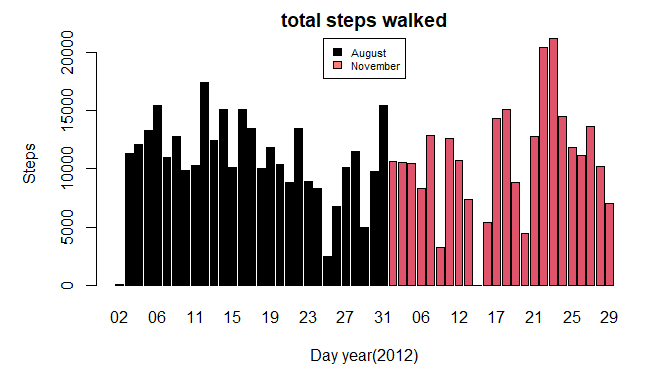 total steps walked
August
November
Steps
20000
15000
10000
5000
0
02 06 11 15 19 23 27 31 06 12 17 21 25 29
Day year(2012)